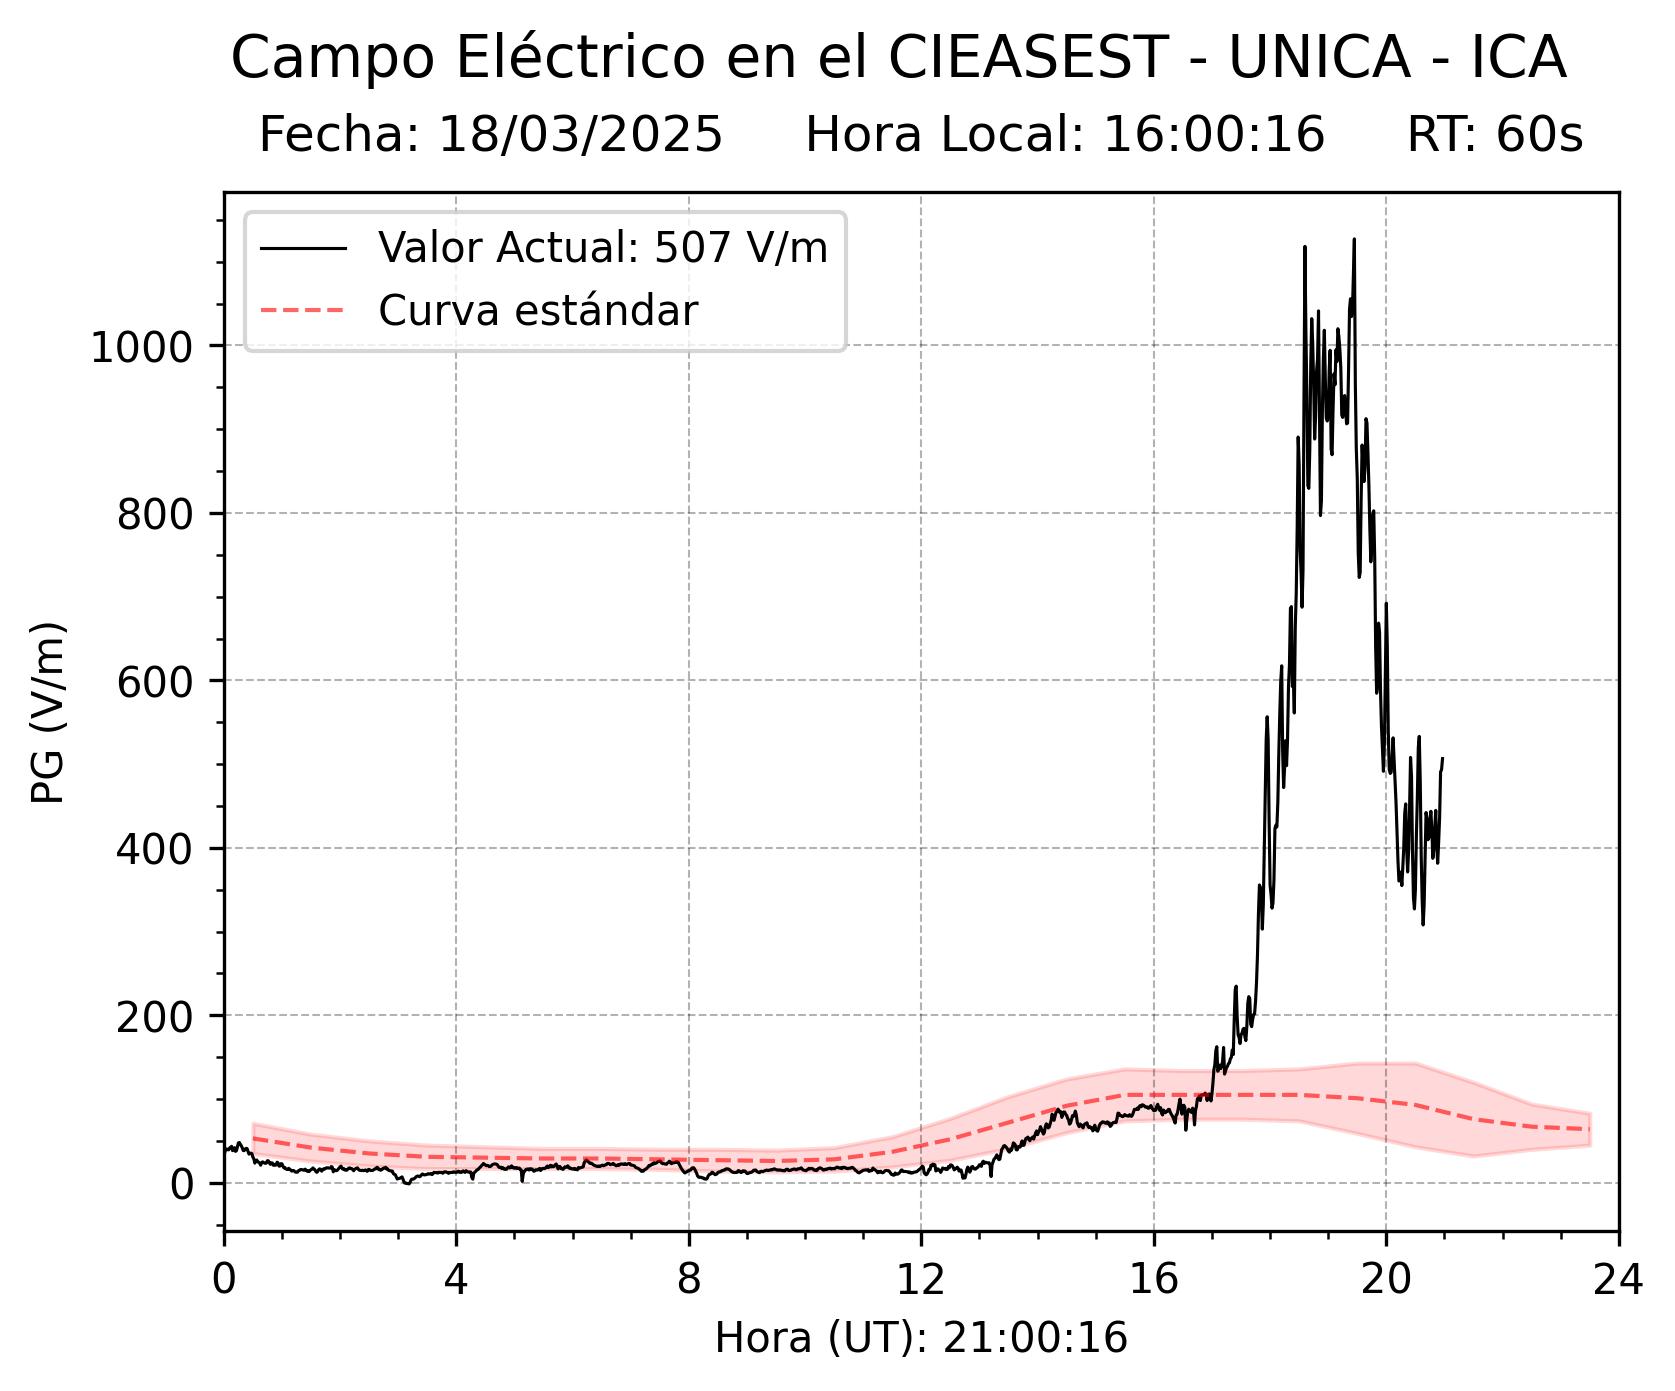 Campo Eléctrico en el CIEASEST - UNICA - ICA
Fecha: 18/03/2025 Hora Local: 16:00:16 RT: 60s
Valor Actual: 507 V/m
Curva estándar
PG (V/m)
1000
800
600
400
200
0
0 4 8 12 16 20 24
Hora (UT): 21:00:16